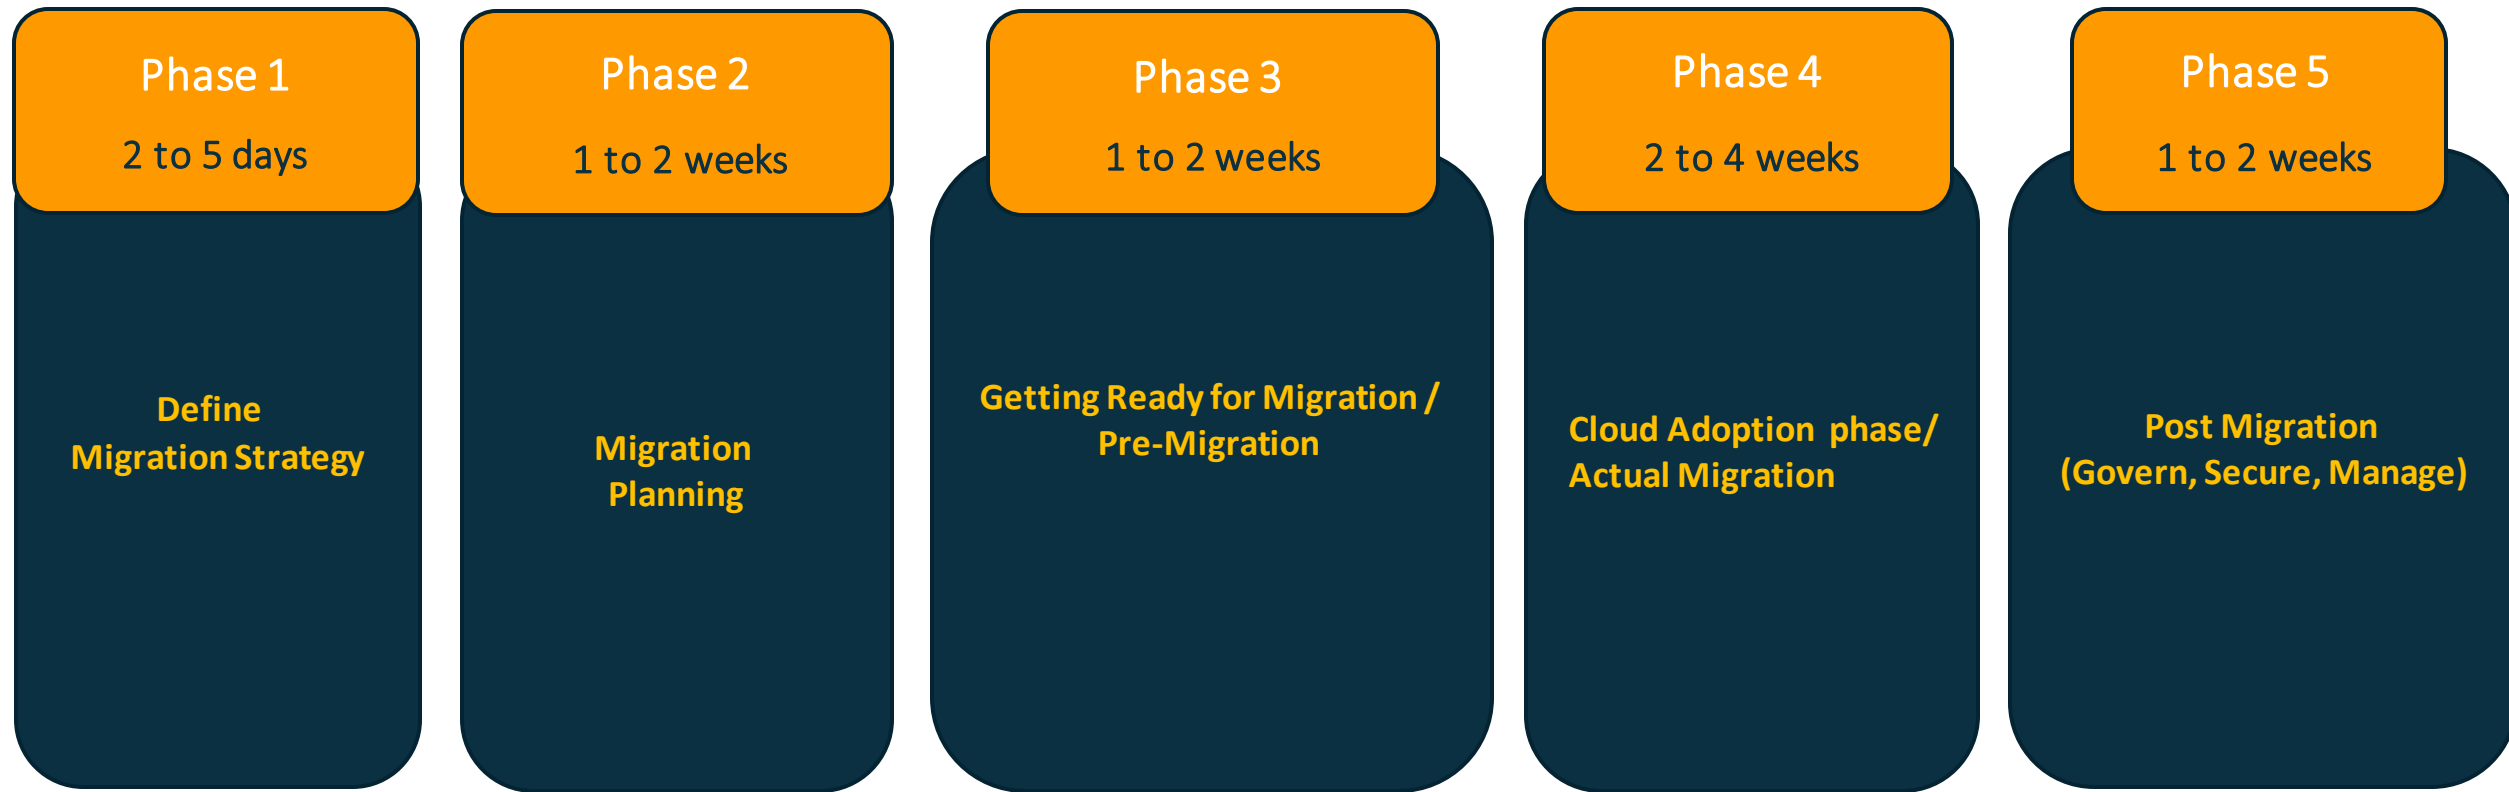 Phase 1
2 to 5 days
Define
Migration Strategy
Phase 2
1 to 2 weeks
Migration
Planning
Phase 3
1 to 2 weeks
Getting Ready for Migration /
Pre-Migration
Phase 4
2 to 4 weeks
Cloud Adoption phase/
Actual Migration
Phase 5
1 to 2 weeks
Post Migration
(Govern, Secure, Manage)